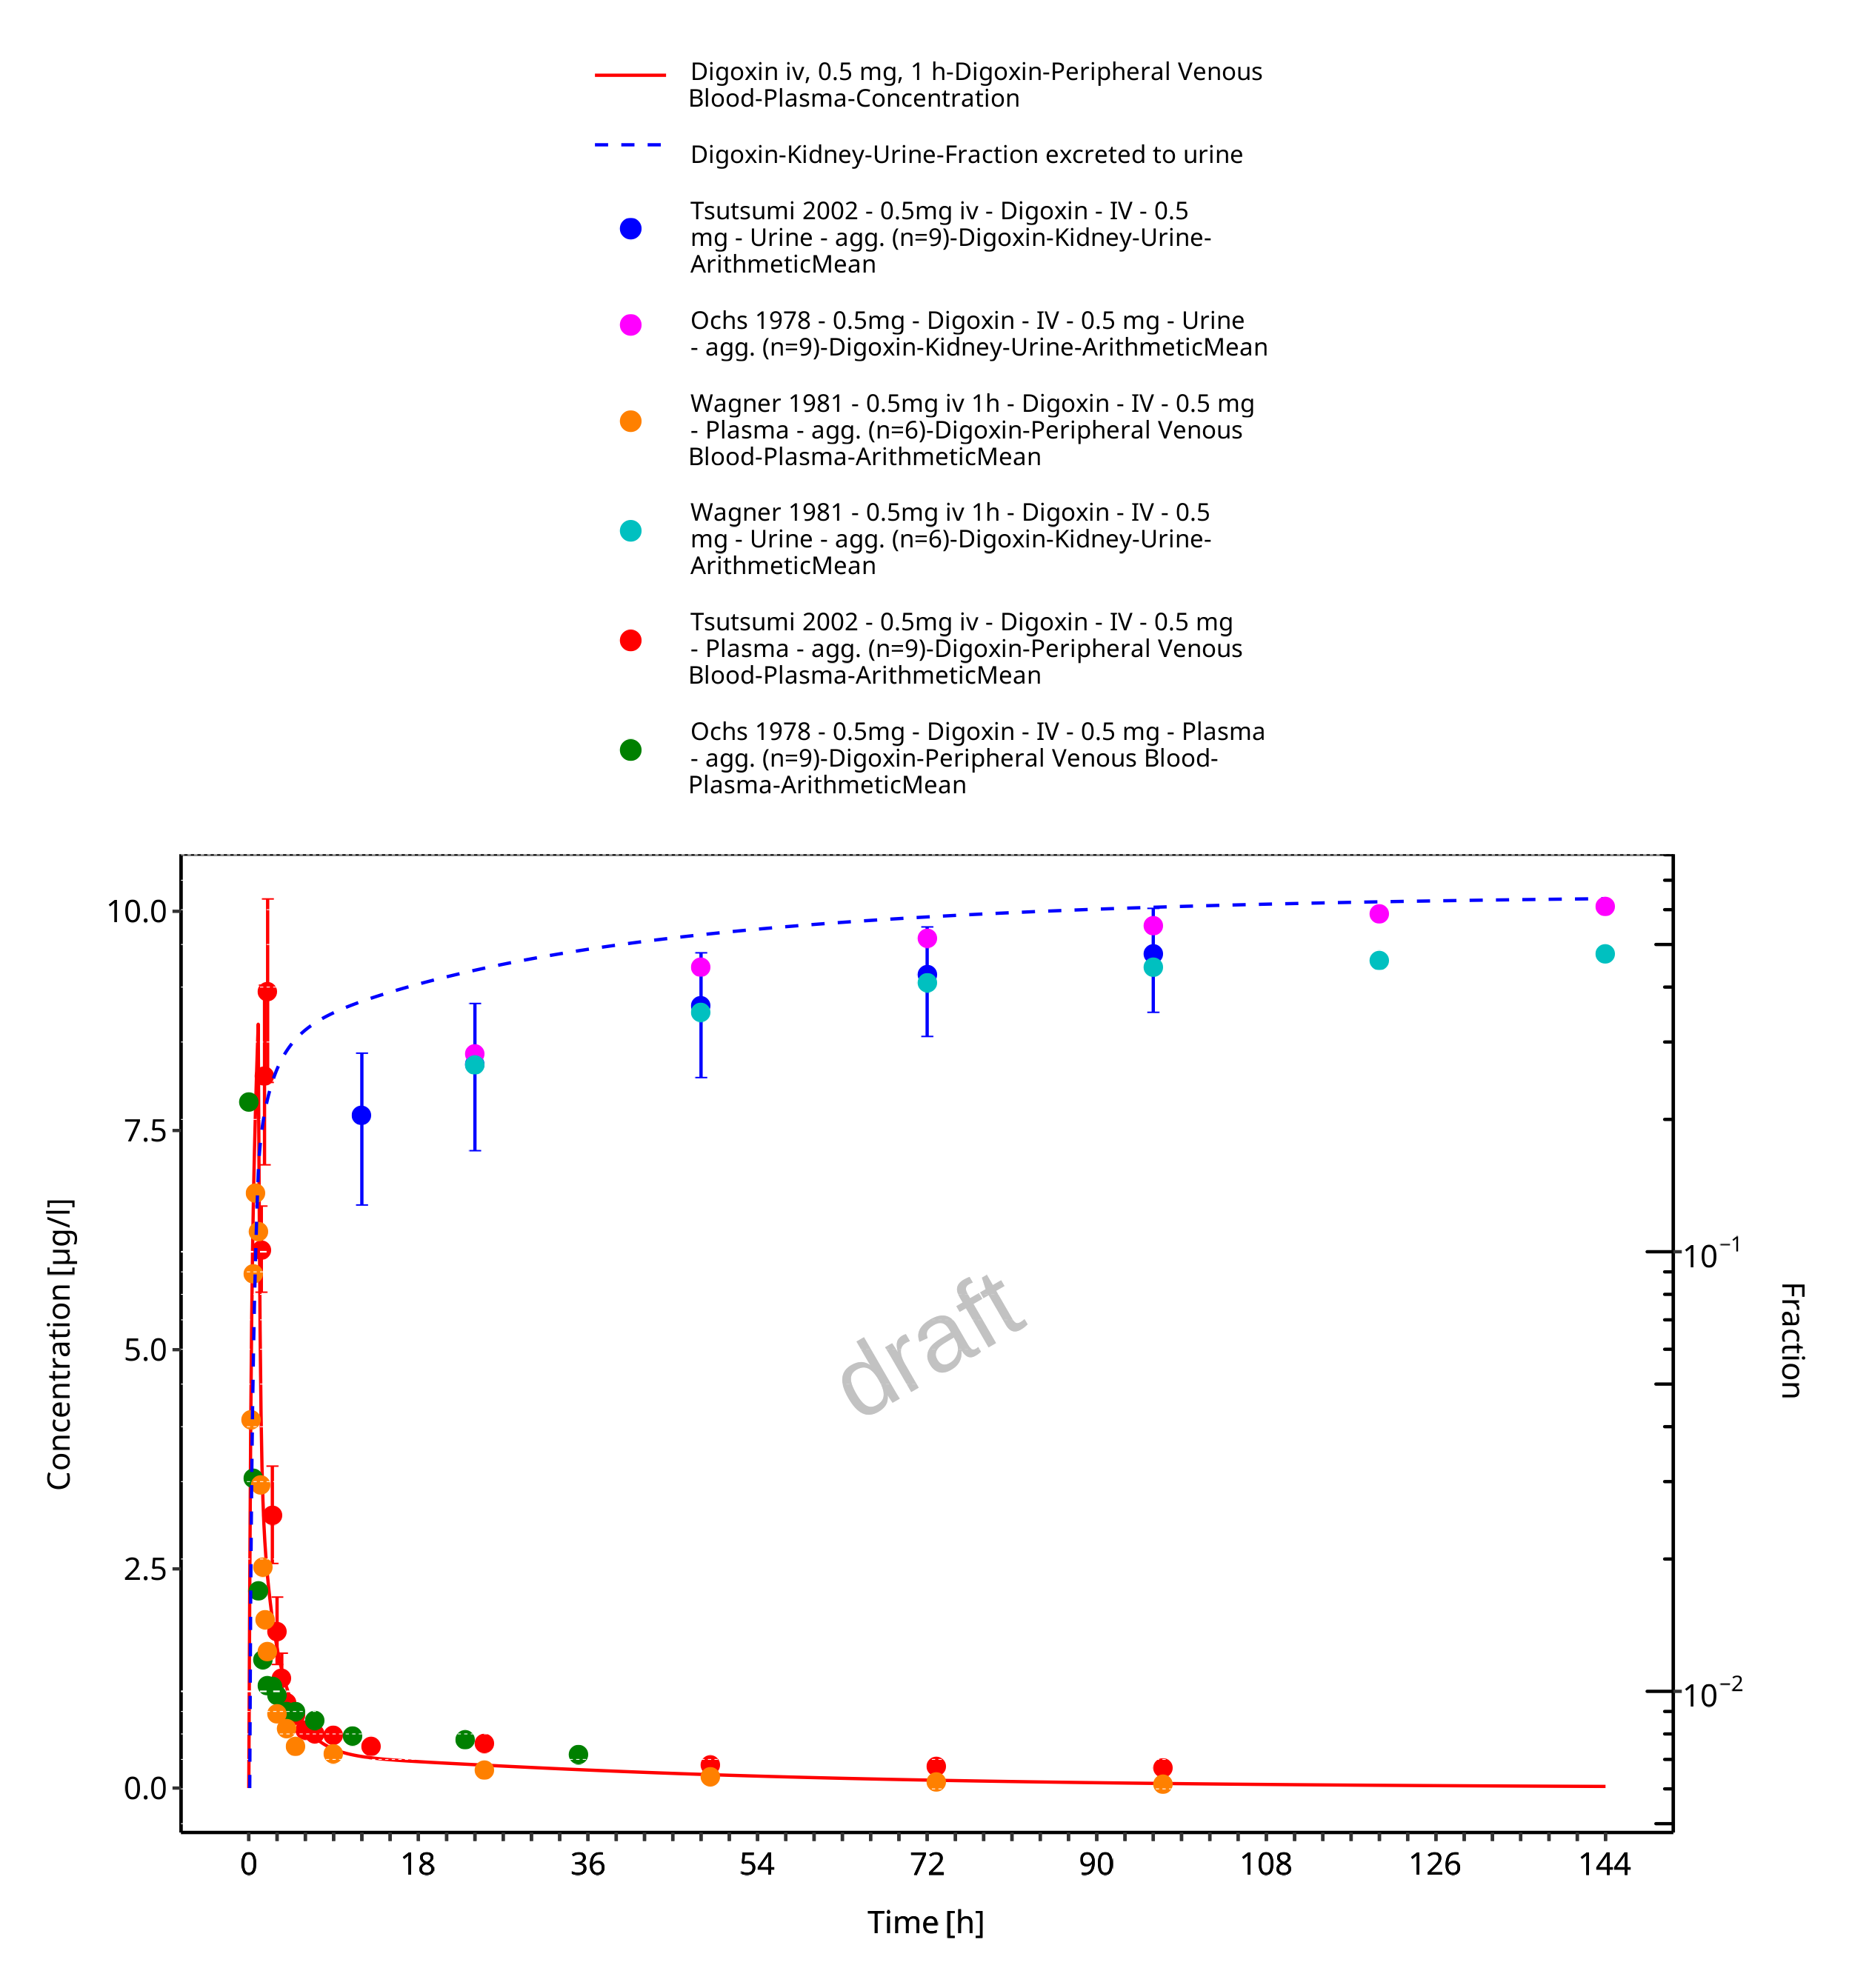 Digoxin iv, 0.5 mg, 1 h-Digoxin-Peripheral Venous
Blood-Plasma-Concentration
Digoxin-Kidney-Urine-Fraction excreted to urine
Tsutsumi 2002 - 0.5mg iv - Digoxin - IV - 0.5
mg - Urine - agg. (n=9)-Digoxin-Kidney-Urine-
ArithmeticMean
Ochs 1978 - 0.5mg - Digoxin - IV - 0.5 mg - Urine
- agg. (n=9)-Digoxin-Kidney-Urine-ArithmeticMean
Wagner 1981 - 0.5mg iv 1h - Digoxin - IV - 0.5 mg
- Plasma - agg. (n=6)-Digoxin-Peripheral Venous
Blood-Plasma-ArithmeticMean
Wagner 1981 - 0.5mg iv 1h - Digoxin - IV - 0.5
mg - Urine - agg. (n=6)-Digoxin-Kidney-Urine-
ArithmeticMean
Tsutsumi 2002 - 0.5mg iv - Digoxin - IV - 0.5 mg
- Plasma - agg. (n=9)-Digoxin-Peripheral Venous
Blood-Plasma-ArithmeticMean
Ochs 1978 - 0.5mg - Digoxin - IV - 0.5 mg - Plasma
- agg. (n=9)-Digoxin-Peripheral Venous Blood-
Plasma-ArithmeticMean
10.0
7.5
5.0
2.5
0.0
Concentration [µg/l]
draft
10⁻¹
10⁻²
Fraction
0 18 36 54 72 90 108 126 144
Time [h]